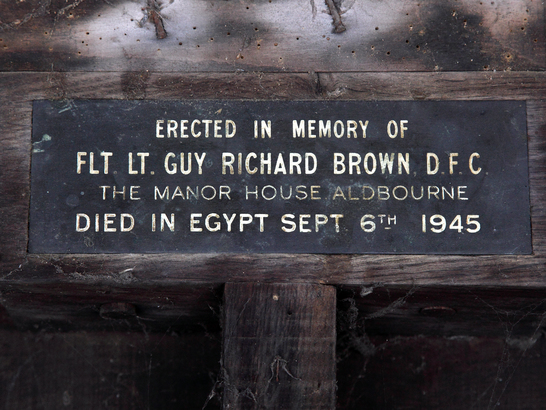 ERECTED IN MEMORY OF
FLT. LT. GUY RICHARD BROWN. D.F.C.
THE MANOR HOUSE ALDBOURNE
DIED IN EGYPT SEPT 6TH 1945